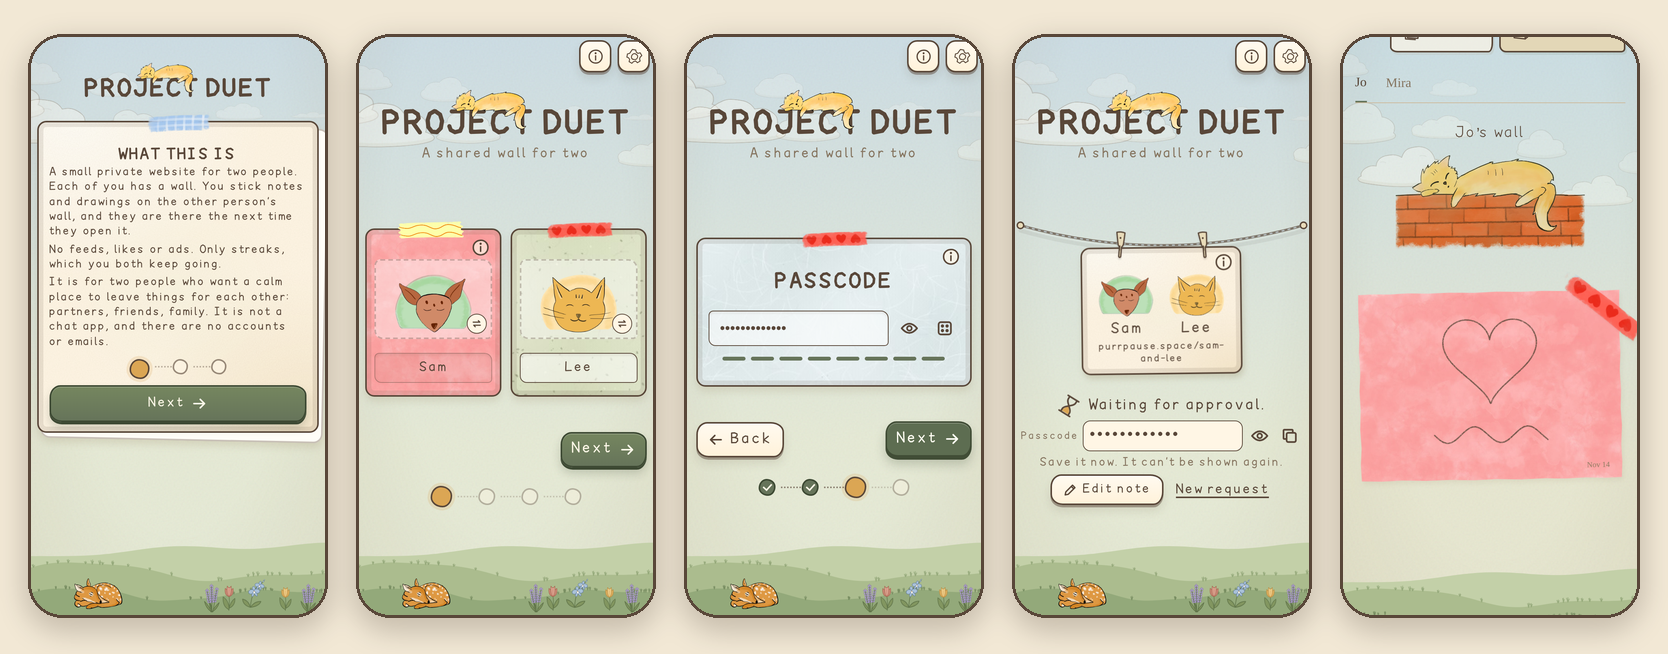 PROJECT DUET
WHAT THIS IS
A small private website for two people.
Each of you has a wall. You stick notes
and drawings on the other person's
wall, and they are there the next time
they open it.
No feeds, likes or ads. Only streaks,
which you both keep going.
It is for two people who want a calm
place to leave things for each other:
partners, friends, family. It is not a
chat app, and there are no accounts
or emails.
Next →
PROJECT DUET
A shared wall for two
Sam
Lee
Next →
PROJECT DUET
A shared wall for two
PASSCODE
← Back
Next →
PROJECT DUET
A shared wall for two
Sam
Lee
purrpause.space/sam-
and-lee
Waiting for approval.
Passcode
Save it now. It can't be shown again.
Edit note
New request
Jo
Mira
Jo's wall
Nov 14